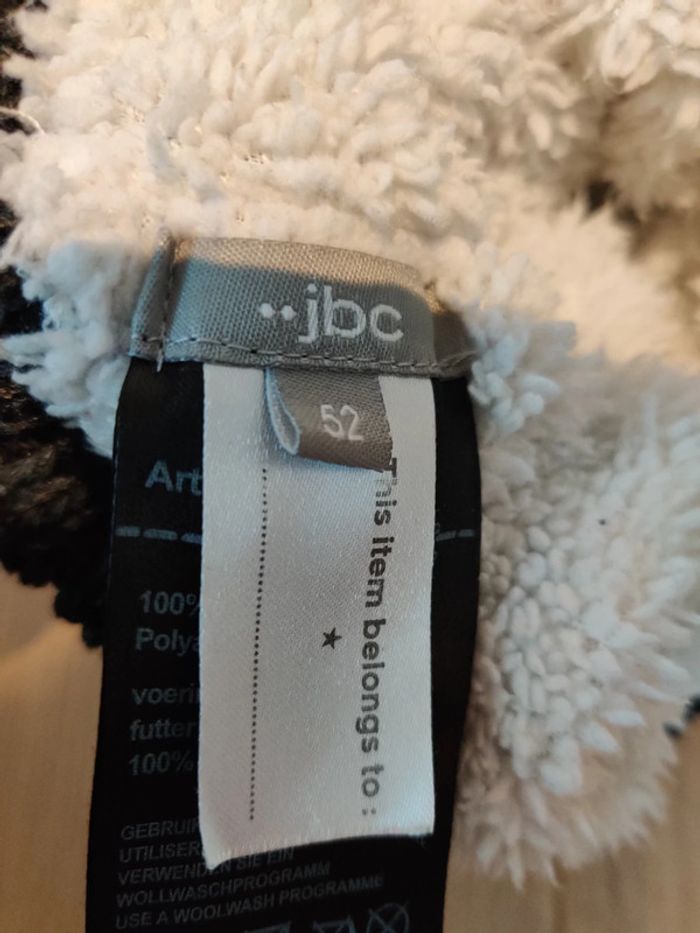 jbc
52
This item belongs to :
Art
100%
voeri
futter
100%
GEBRUIK
UTILISER
VERWENDEN SIE EIN
WOLLWASCHPROGRAMM
USE A WOOLWASH PROGRAMME